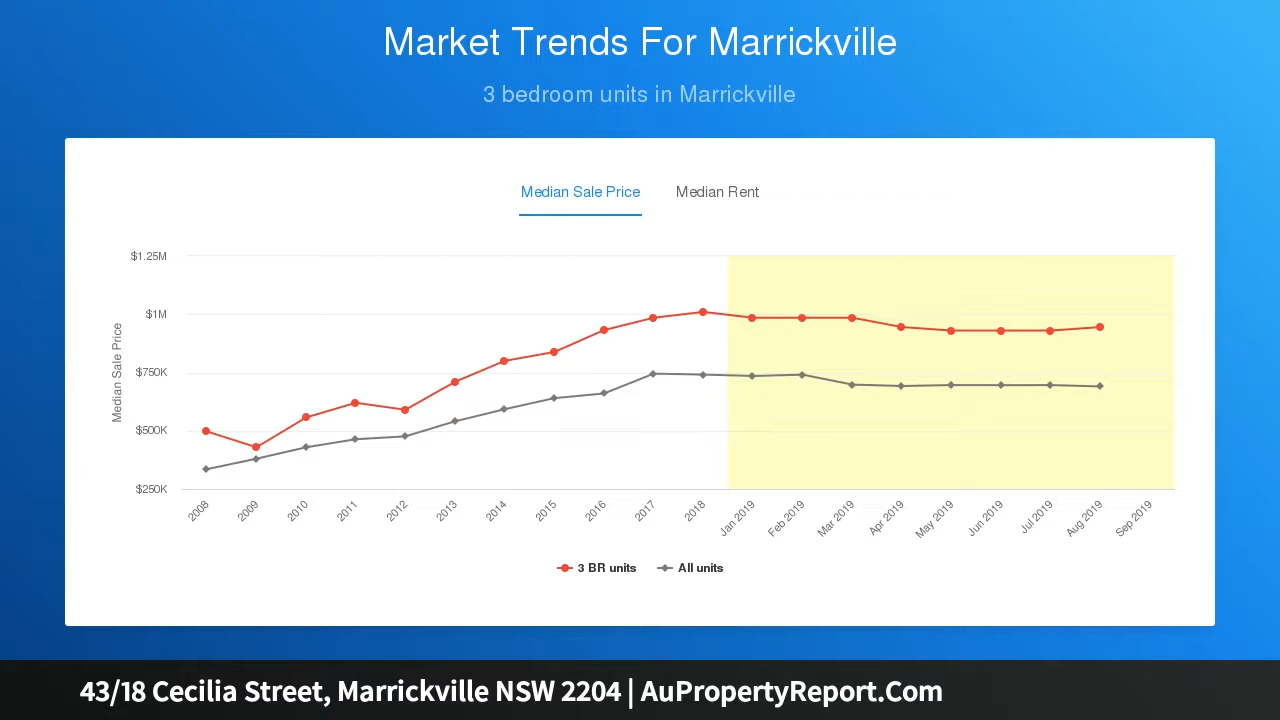 Market Trends For Marrickville
3 bedroom units in Marrickville
Median Sale Price Median Rent
$1.25M
$1M
$750K
$500K
$250K
Median Sale Price
2008 2009 2010 2011 2012 2013 2014 2015 2016 2017 2018 Jan 2019 Feb 2019 Mar 2019 Apr 2019 May 2019 Jun 2019 Jul 2019 Aug 2019 Sep 2019
3 BR units All units
43/18 Cecilia Street, Marrickville NSW 2204 | AuPropertyReport.Com